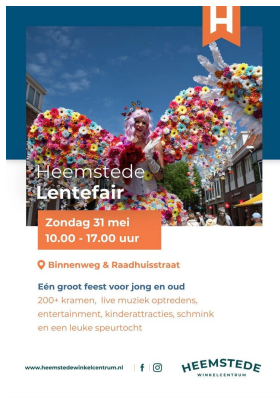 H
Heemstede
Lentefair
Zondag 31 mei
10.00 - 17.00 uur
Binnenweg & Raadhuisstraat
Eén groot feest voor jong en oud
200+ kramen, live muziek optredens,
entertainment, kinderattracties, schmink
en een leuke speurtocht
www.heemstedewinkelcentrum.nl
HEEMSTEDE
WINKELCENTRUM